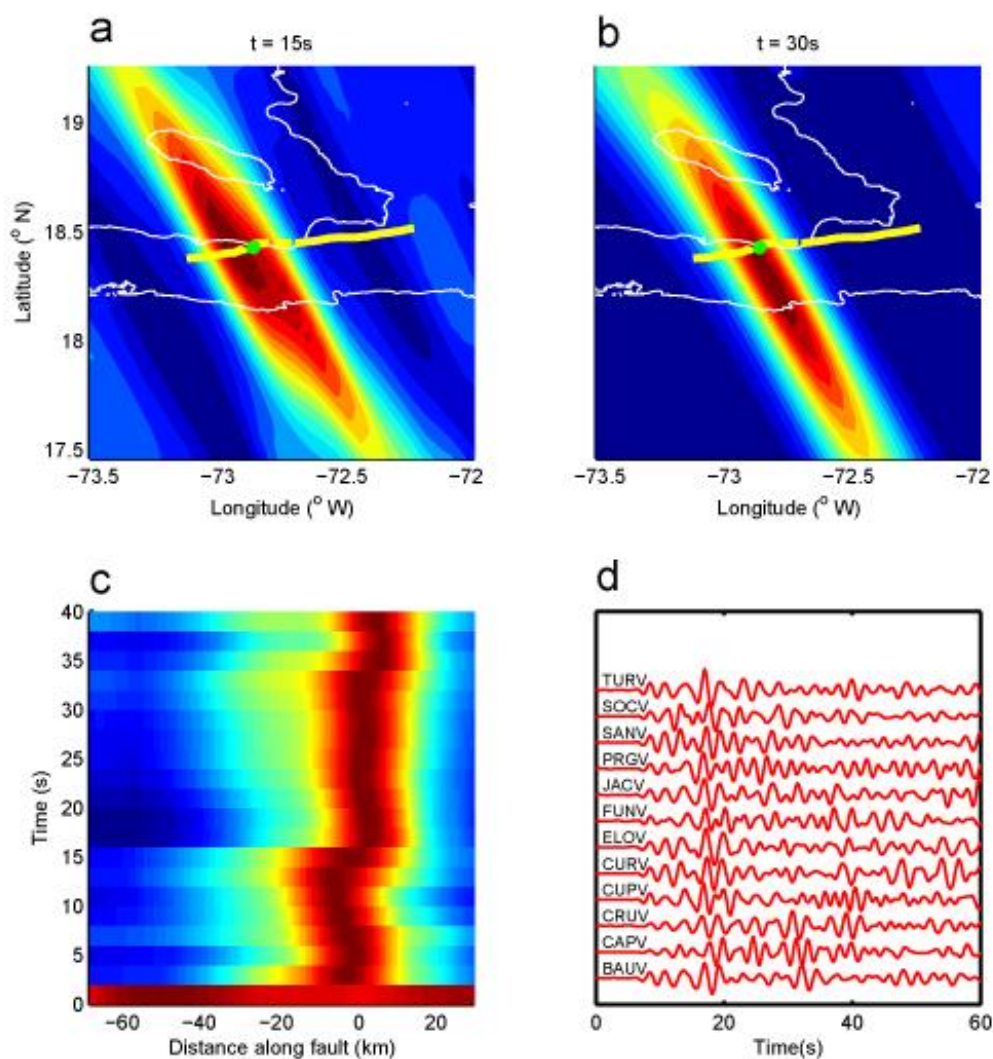 a
t = 15s
b
t = 30s
19
18.5
18
17.5
Latitude (° N)
−73.5
−73
−72.5
−72
Longitude (° W)
−73.5
−73
−72.5
−72
Longitude (° W)
c
40
35
30
25
20
15
10
5
0
Time (s)
−60
−40
−20
0
20
Distance along fault (km)
d
TURV
SOCV
SANV
PRGV
JACV
FUNV
ELOV
CURV
CUPV
CRUV
CAPV
BAUV
0
20
40
60
Time(s)